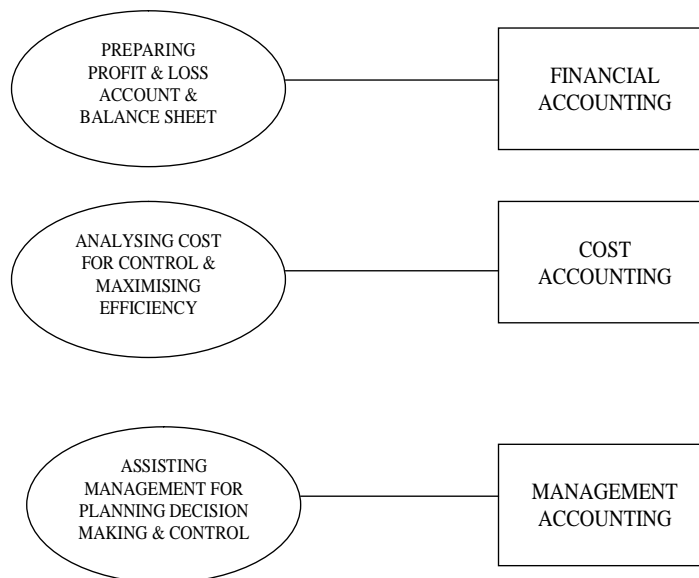 PREPARING
PROFIT & LOSS
ACCOUNT &
BALANCE SHEET
FINANCIAL
ACCOUNTING
ANALYSING COST
FOR CONTROL &
MAXIMISING
EFFICIENCY
COST
ACCOUNTING
ASSISTING
MANAGEMENT FOR
PLANNING DECISION
MAKING & CONTROL
MANAGEMENT
ACCOUNTING